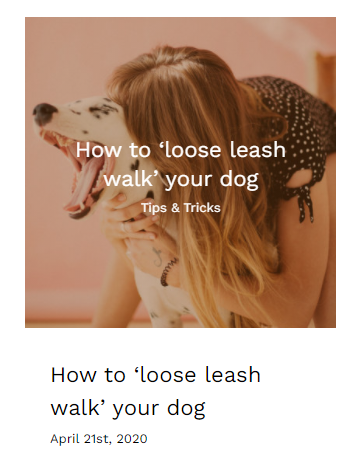 How to ‘loose leash
walk’ your dog
Tips & Tricks
How to ‘loose leash
walk’ your dog
April 21st, 2020